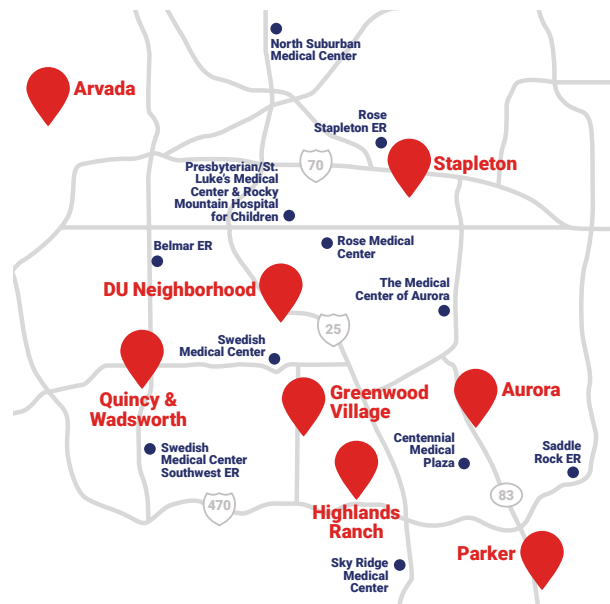 North Suburban
Medical Center
Arvada
Rose
Stapleton ER
Stapleton
70
Presbyterian/St.
Luke's Medical
Center & Rocky
Mountain Hospital
for Children
Belmar ER
Rose Medical
Center
DU Neighborhood
The Medical
Center of Aurora
25
Swedish
Medical Center
Quincy &
Wadsworth
Greenwood
Village
Aurora
Swedish
Medical Center
Southwest ER
Centennial
Medical
Plaza
Saddle
Rock ER
470
83
Highlands
Ranch
Sky Ridge
Medical
Center
Parker